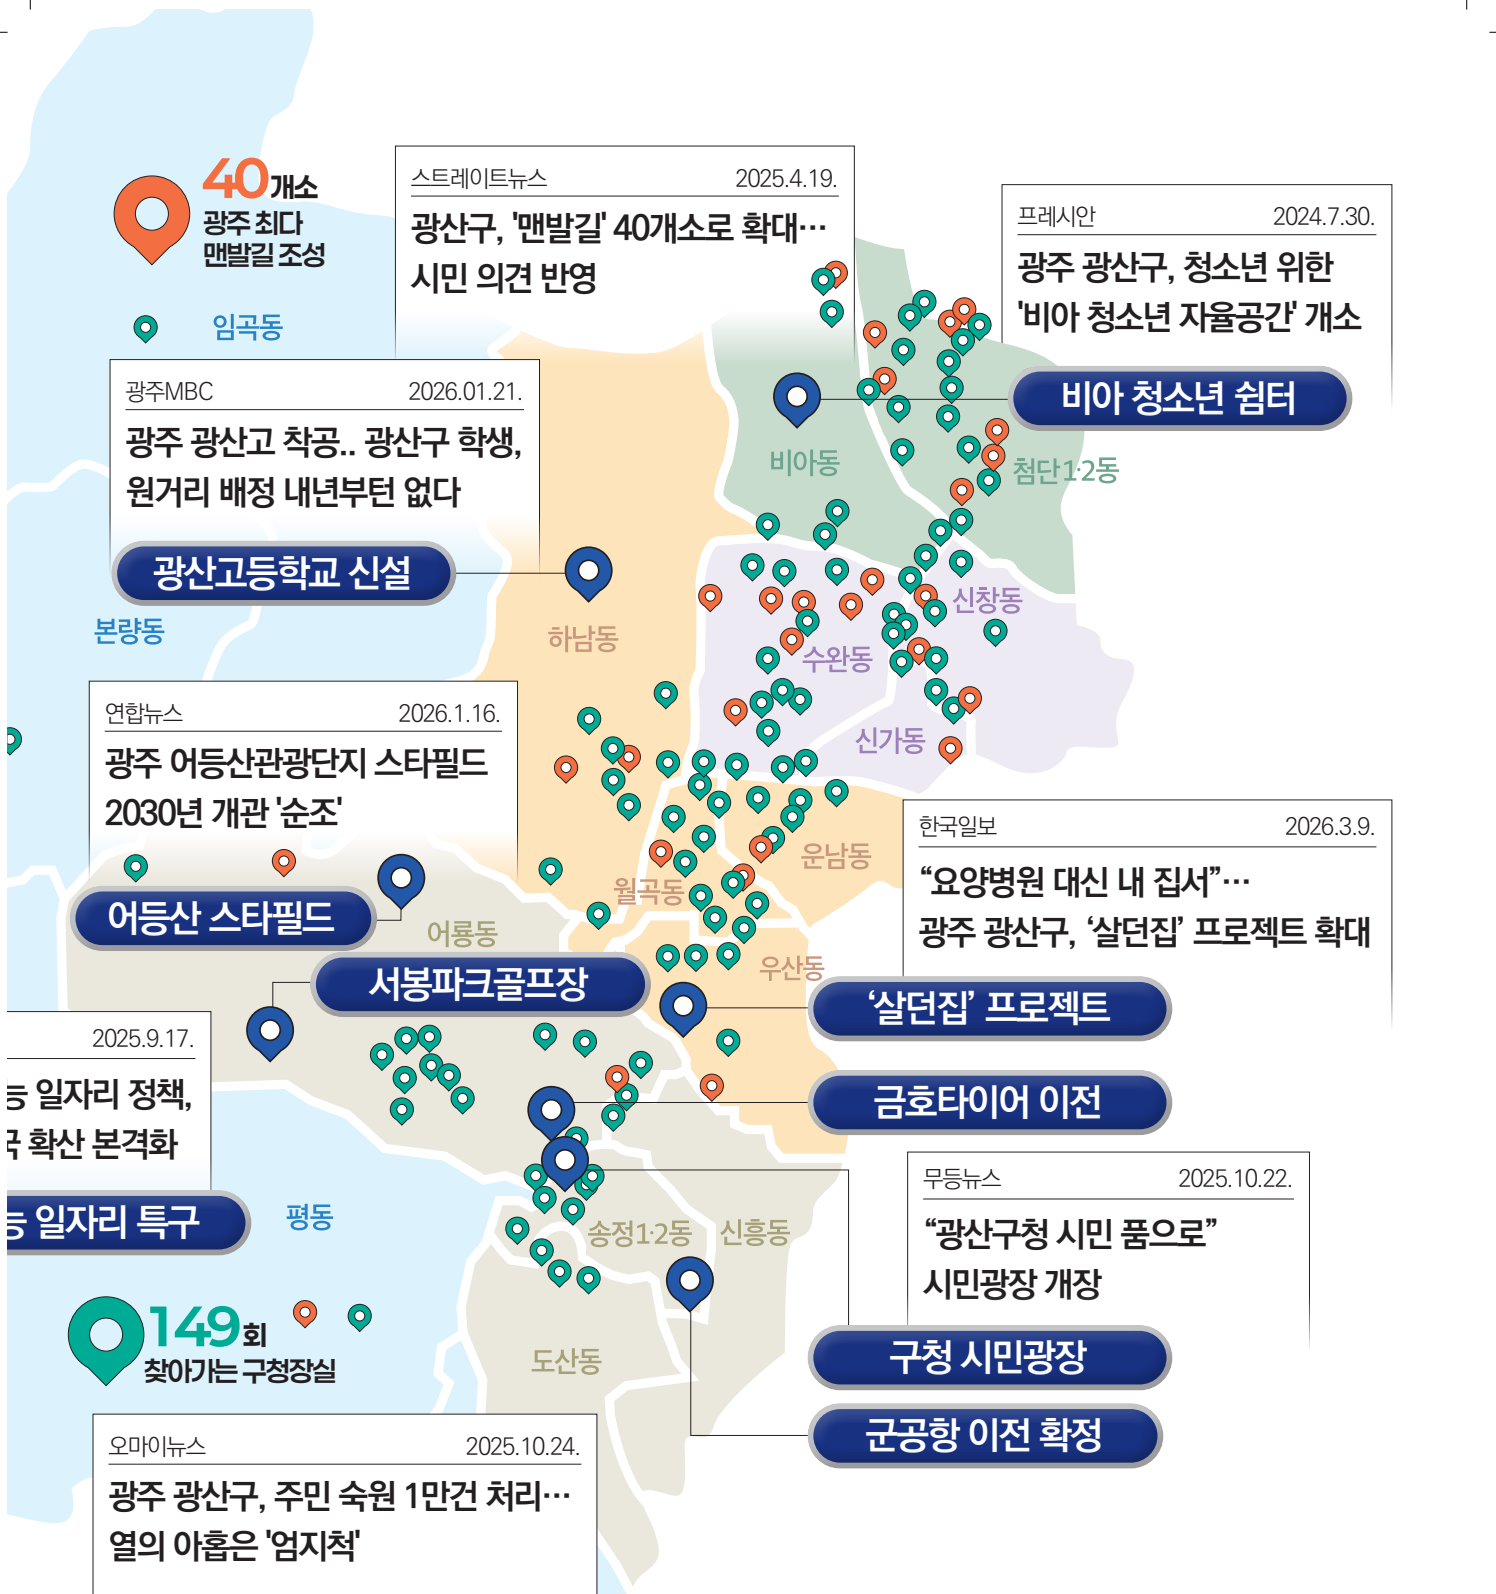 40개소
광주 최다
맨발길 조성
스트레이트뉴스 2025.4.19.
광산구, '맨발길' 40개소로 확대…
시민 의견 반영
프레시안 2024.7.30.
광주 광산구, 청소년 위한
'비아 청소년 자율공간' 개소
비아 청소년 쉼터
임곡동
광주MBC 2026.01.21.
광주 광산고 착공.. 광산구 학생,
원거리 배정 내년부턴 없다
광산고등학교 신설
비아동
첨단1·2동
본량동
하남동
신창동
수완동
신가동
연합뉴스 2026.1.16.
광주 어등산관광단지 스타필드
2030년 개관 '순조'
어등산 스타필드
운남동
월곡동
어룡동
우산동
한국일보 2026.3.9.
“요양병원 대신 내 집서”…
광주 광산구, ‘살던집’ 프로젝트 확대
‘살던집’ 프로젝트
서봉파크골프장
2025.9.17.
일자리 정책,
확산 본격화
일자리 특구
금호타이어 이전
평동
송정1·2동
신흥동
무등뉴스 2025.10.22.
“광산구청 시민 품으로”
시민광장 개장
구청 시민광장
149회
찾아가는 구청장실
도산동
군공항 이전 확정
오마이뉴스 2025.10.24.
광주 광산구, 주민 숙원 1만건 처리…
열의 아홉은 '엄지척'